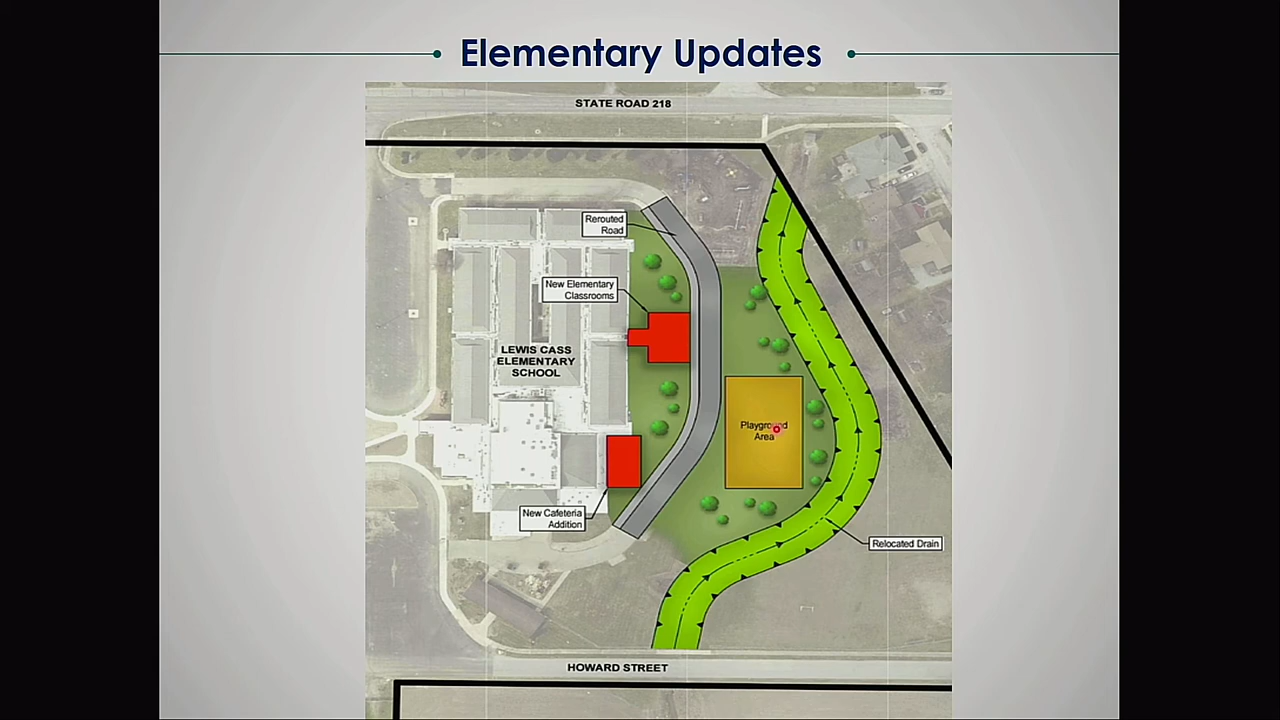 Elementary Updates
STATE ROAD 218
Rerouted
Road
New Elementary
Classrooms
LEWIS CASS
ELEMENTARY
SCHOOL
Playground
Area
New Cafeteria
Addition
Relocated Drain
HOWARD STREET